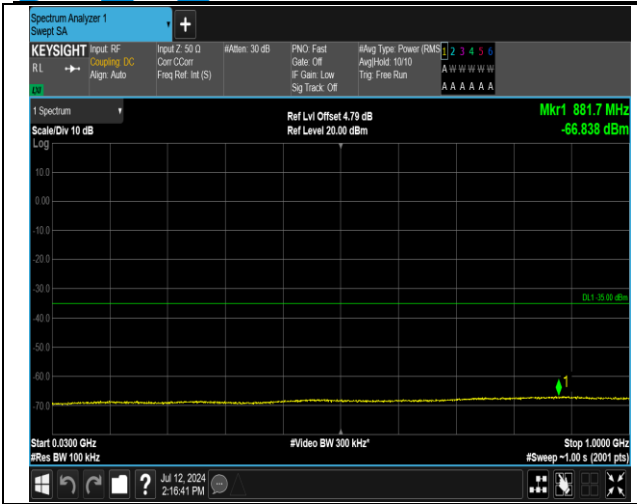 Spectrum Analyzer 1
Swept SA
+
KEYSIGHT
RL
Input: RF
Coupling: DC
Align: Auto
Input Z: 50 Ω
Corr CCorr
Freq Ref: Int (S)
#Atten: 30 dB
PNO: Fast
Gate: Off
IF Gain: Low
Sig Track: Off
#Avg Type: Power (RMS
Avg|Hold: 10/10
Trig: Free Run
1 2 3 4 5 6
A W W W W W
A A A A A A
1 Spectrum
Scale/Div 10 dB
Log
Ref Lvl Offset 4.79 dB
Ref Level 20.00 dBm
Mkr1 881.7 MHz
-66.838 dBm
10.0
0.00
-10.0
-20.0
-30.0
DL1 -35.00 dBm
-40.0
-50.0
-60.0
1
-70.0
Start 0.0300 GHz
#Res BW 100 kHz
#Video BW 300 kHz*
Stop 1.0000 GHz
#Sweep ~1.00 s (2001 pts)
?
Jul 12, 2024
2:16:41 PM